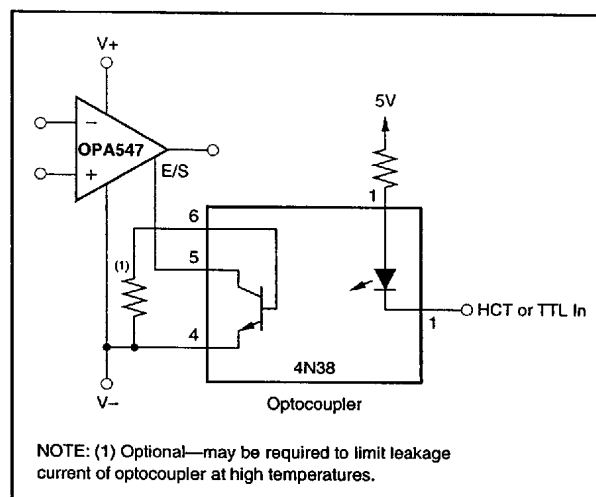 V+
−
OPA547
+
E/S
5V
1
6
(1)
5
4
1
HCT or TTL In
4N38
V−
Optocoupler
NOTE: (1) Optional—may be required to limit leakage
current of optocoupler at high temperatures.